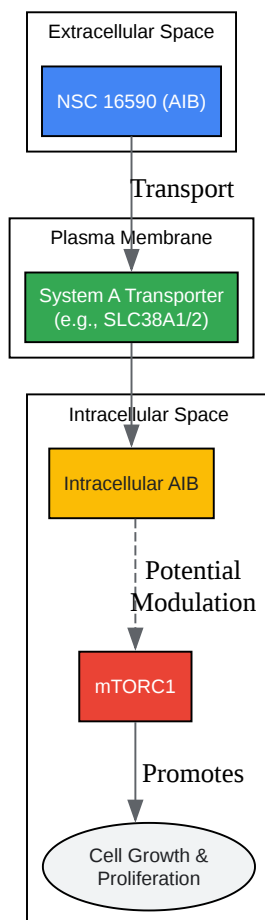 Extracellular Space
NSC 16590 (AIB)
Transport
Plasma Membrane
System A Transporter
(e.g., SLC38A1/2)
Intracellular Space
Intracellular AIB
Potential
Modulation
mTORC1
Promotes
Cell Growth &
Proliferation